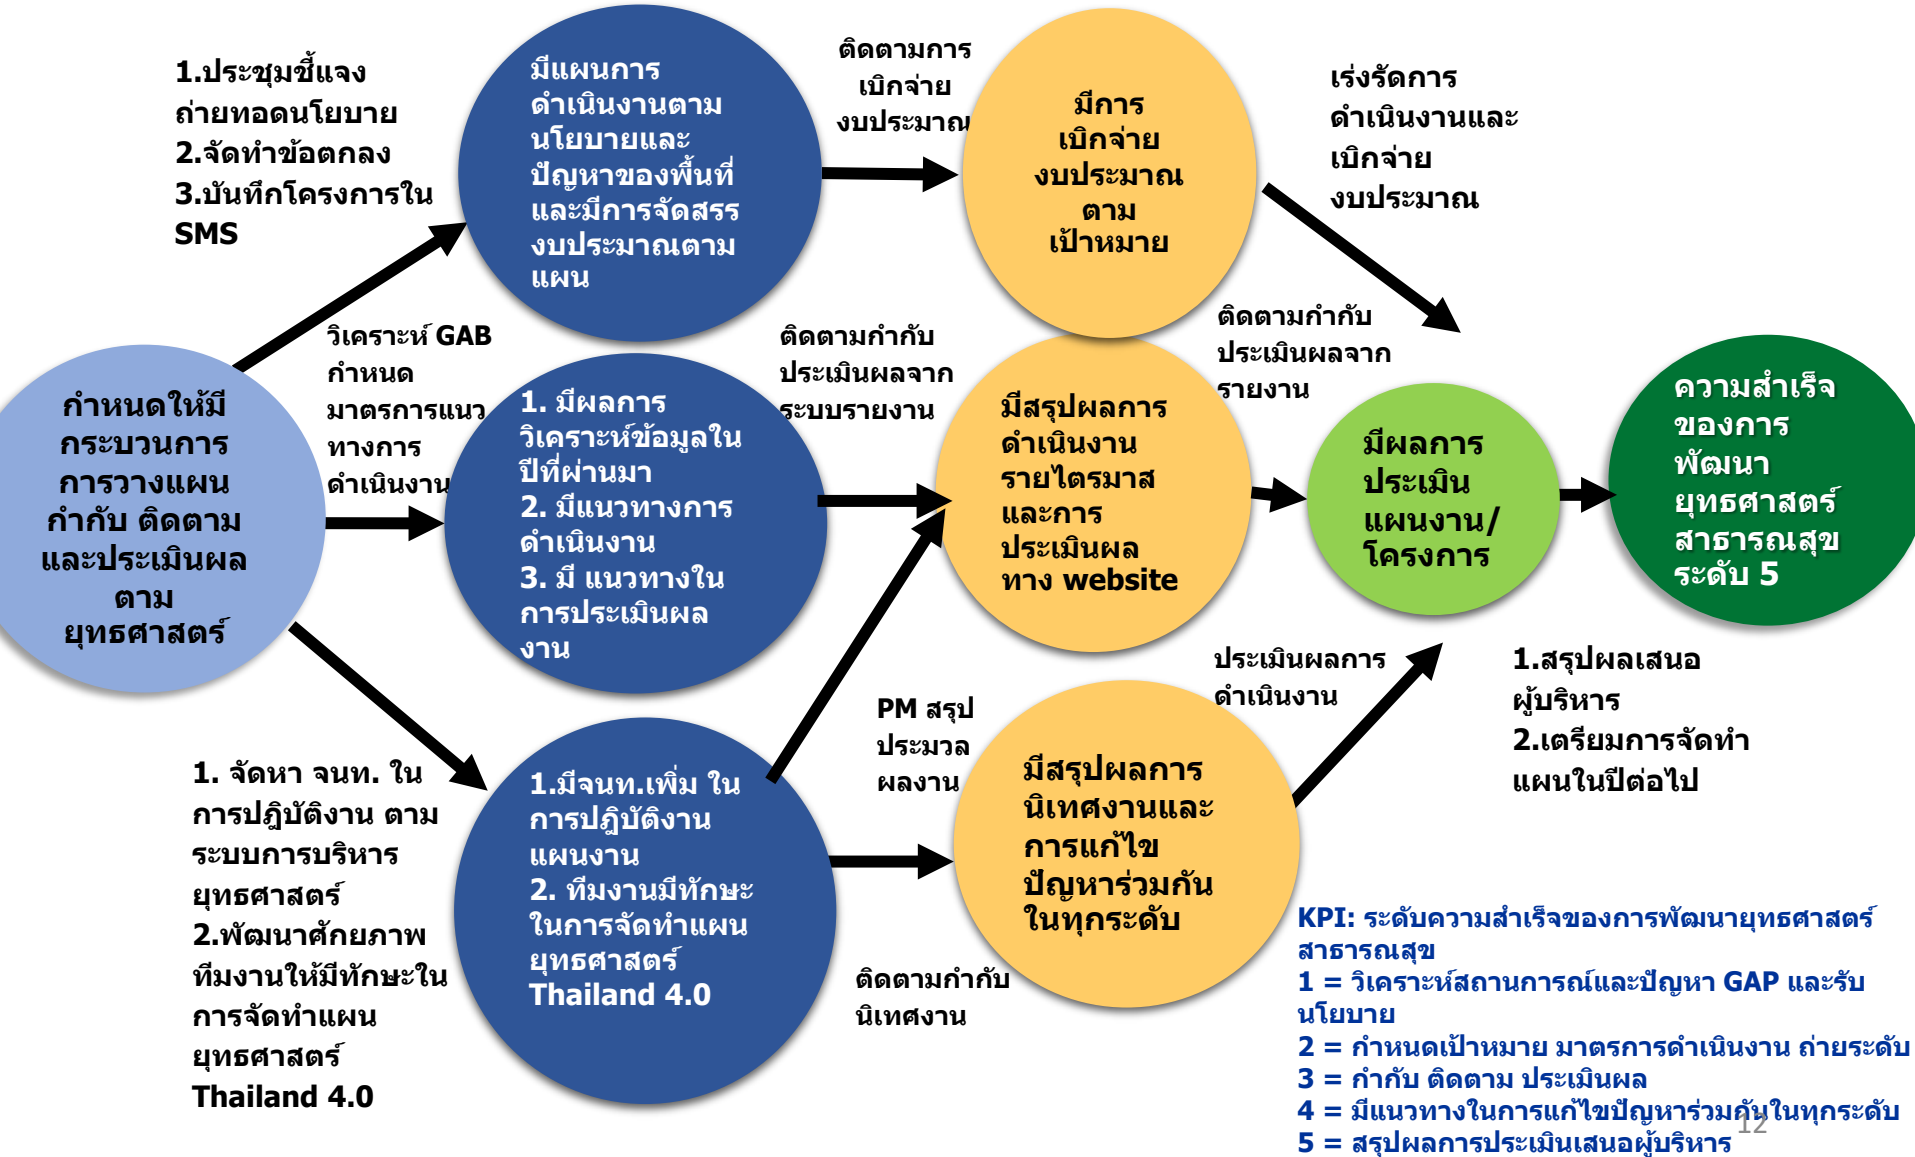 1.ประชุมชี้แจง
ถ่ายทอดนโยบาย
2.จัดทำข้อตกลง
3.บันทึกโครงการใน
SMS
มีแผนการ
ดำเนินงานตาม
นโยบายและ
ปัญหาของพื้นที่
และมีการจัดสรร
งบประมาณตาม
แผน
ติดตามการ
เบิกจ่าย
งบประมาณ
มีการ
เบิกจ่าย
งบประมาณ
ตาม
เป้าหมาย
เร่งรัดการ
ดำเนินงานและ
เบิกจ่าย
งบประมาณ
กำหนดให้มี
กระบวนการ
การวางแผน
กำกับ ติดตาม
และประเมินผล
ตาม
ยุทธศาสตร์
วิเคราะห์ GAB
กำหนด
มาตรการแนว
ทางการ
ดำเนินงาน
1. มีผลการ
วิเคราะห์ข้อมูลใน
ปีที่ผ่านมา
2. มีแนวทางการ
ดำเนินงาน
3. มี แนวทางใน
การประเมินผล
งาน
ติดตามกำกับ
ประเมินผลจาก
ระบบรายงาน
มีสรุปผลการ
ดำเนินงาน
รายไตรมาส
และการ
ประเมินผล
ทาง website
ติดตามกำกับ
ประเมินผลจาก
รายงาน
มีผลการ
ประเมิน
แผนงาน/
โครงการ
ความสำเร็จ
ของการ
พัฒนา
ยุทธศาสตร์
สาธารณสุข
ระดับ 5
1. จัดหา จนท. ใน
การปฎิบัติงาน ตาม
ระบบการบริหาร
ยุทธศาสตร์
2.พัฒนาศักยภาพ
ทีมงานให้มีทักษะใน
การจัดทำแผน
ยุทธศาสตร์
Thailand 4.0
1.มีจนท.เพิ่ม ใน
การปฎิบัติงาน
แผนงาน
2. ทีมงานมีทักษะ
ในการจัดทำแผน
ยุทธศาสตร์
Thailand 4.0
PM สรุป
ประมวล
ผลงาน
ติดตามกำกับ
นิเทศงาน
มีสรุปผลการ
นิเทศงานและ
การแก้ไข
ปัญหาร่วมกัน
ในทุกระดับ
ประเมินผลการ
ดำเนินงาน
1.สรุปผลเสนอ
ผู้บริหาร
2.เตรียมการจัดทำ
แผนในปีต่อไป
KPI: ระดับความสำเร็จของการพัฒนายุทธศาสตร์
สาธารณสุข
1 = วิเคราะห์สถานการณ์และปัญหา GAP และรับ
นโยบาย
2 = กำหนดเป้าหมาย มาตรการดำเนินงาน ถ่ายระดับ
3 = กำกับ ติดตาม ประเมินผล
4 = มีแนวทางในการแก้ไขปัญหาร่วมกันในทุกระดับ
5 = สรุปผลการประเมินเสนอผู้บริหาร
12